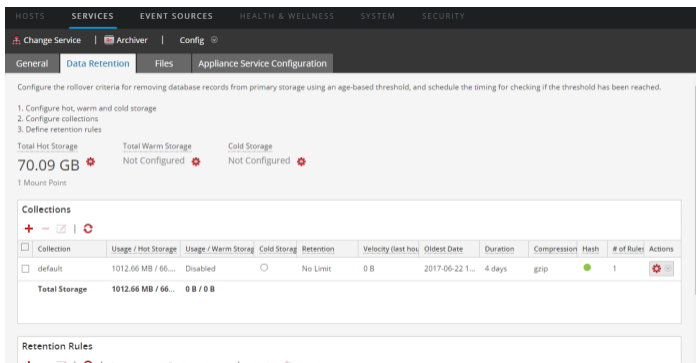 HOSTS SERVICES EVENT SOURCES HEALTH & WELLNESS SYSTEM SECURITY
Change Service | Archiver | Config
General Data Retention Files Appliance Service Configuration
Configure the rollover criteria for removing database records from primary storage using an age-based threshold, and schedule the timing for checking if the threshold has been reached.
1. Configure hot, warm and cold storage
2. Configure collections
3. Define retention rules
Total Hot Storage Total Warm Storage Cold Storage
70.09 GB Not Configured Not Configured
1 Mount Point
Collections
Collection Usage / Hot Storage Usage / Warm Storag Cold Storag Retention Velocity (last hou Oldest Date Duration Compression Hash # of Rules Actions
default 1012.66 MB / 66.... Disabled No Limit 0 B 2017-06-22 1... 4 days gzip 1
Total Storage 1012.66 MB / 66... 0 B / 0 B
Retention Rules